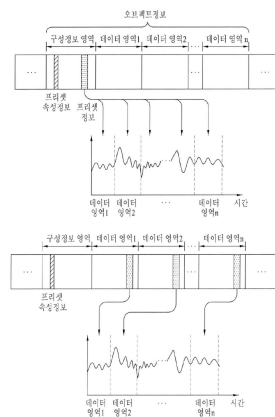 오브젝트정보
구성정보 영역 데이터 영역1 데이터 영역2 ... 데이터 영역n
... ... ...
프리셋 속성정보
프리셋 정보
데이터 영역1
데이터 영역2
...
데이터 영역n
시간
구성정보 영역 데이터 영역1 데이터 영역2 ... 데이터 영역n
... ... ...
프리셋 속성정보
데이터 영역1
데이터 영역2
...
데이터 영역n
시간